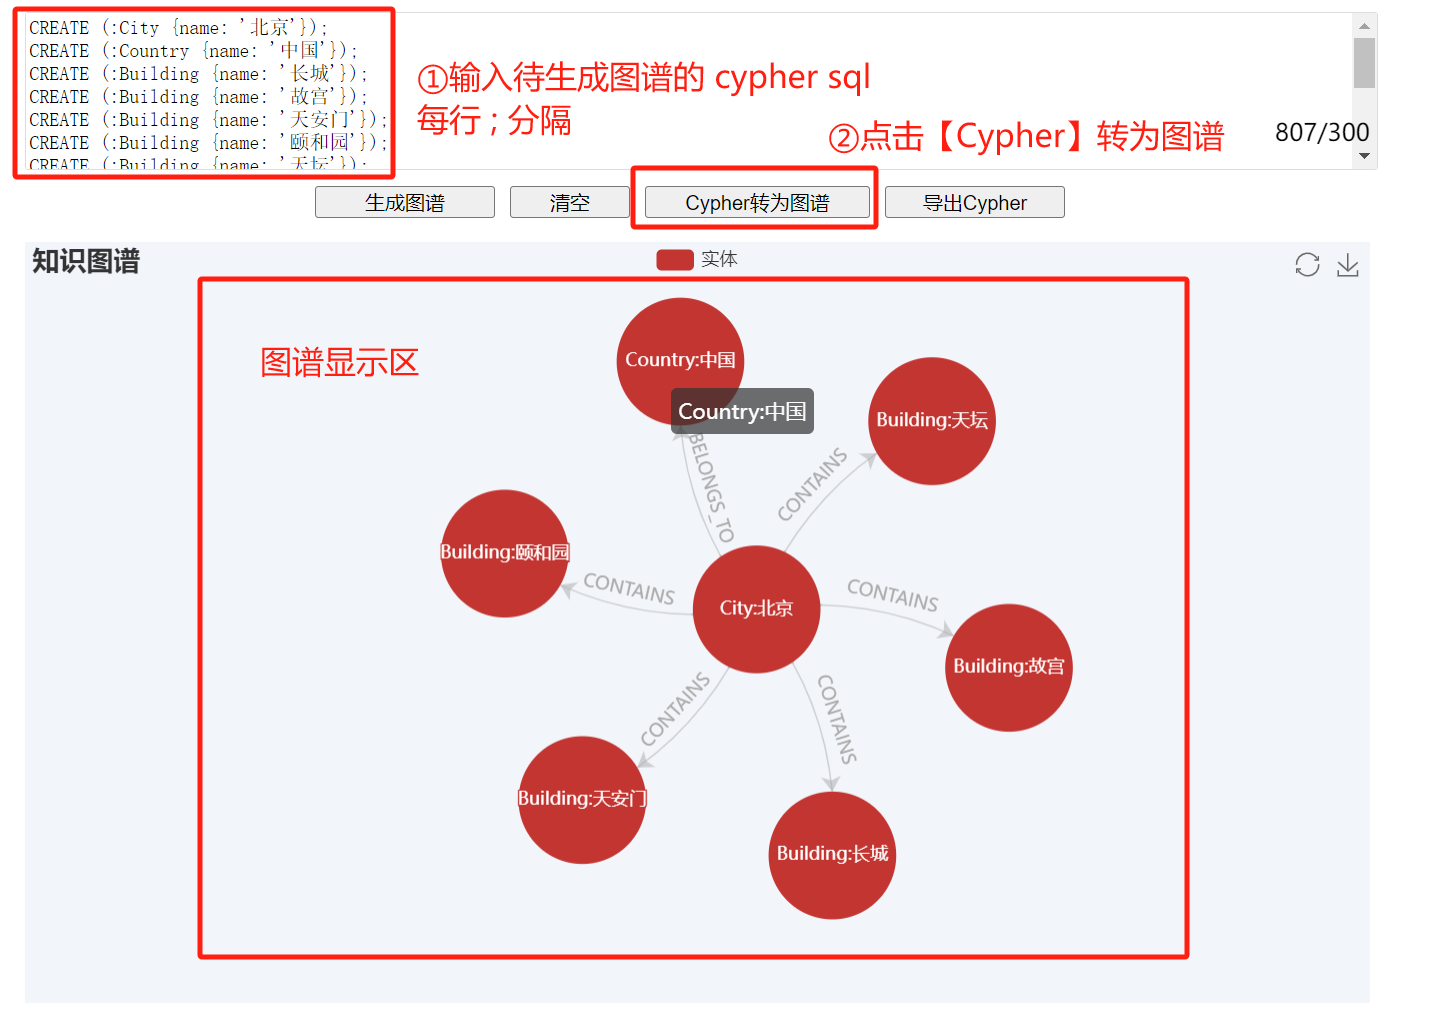 CREATE (:City {name: '北京'});
CREATE (:Country {name: '中国'});
CREATE (:Building {name: '长城'});
CREATE (:Building {name: '故宫'});
CREATE (:Building {name: '天安门'});
CREATE (:Building {name: '颐和园'});
CREATE (:Building {name: '天坛'});
①输入待生成图谱的 cypher sql
每行 ; 分隔
②点击【Cypher】转为图谱
807/300
生成图谱
清空
Cypher转为图谱
导出Cypher
知识图谱
实体
图谱显示区
Country:中国
Country:中国
Building:天坛
BELONGS_TO
CONTAINS
Building:颐和园
CONTAINS
City:北京
CONTAINS
Building:故宫
CONTAINS
CONTAINS
Building:天安门
Building:长城